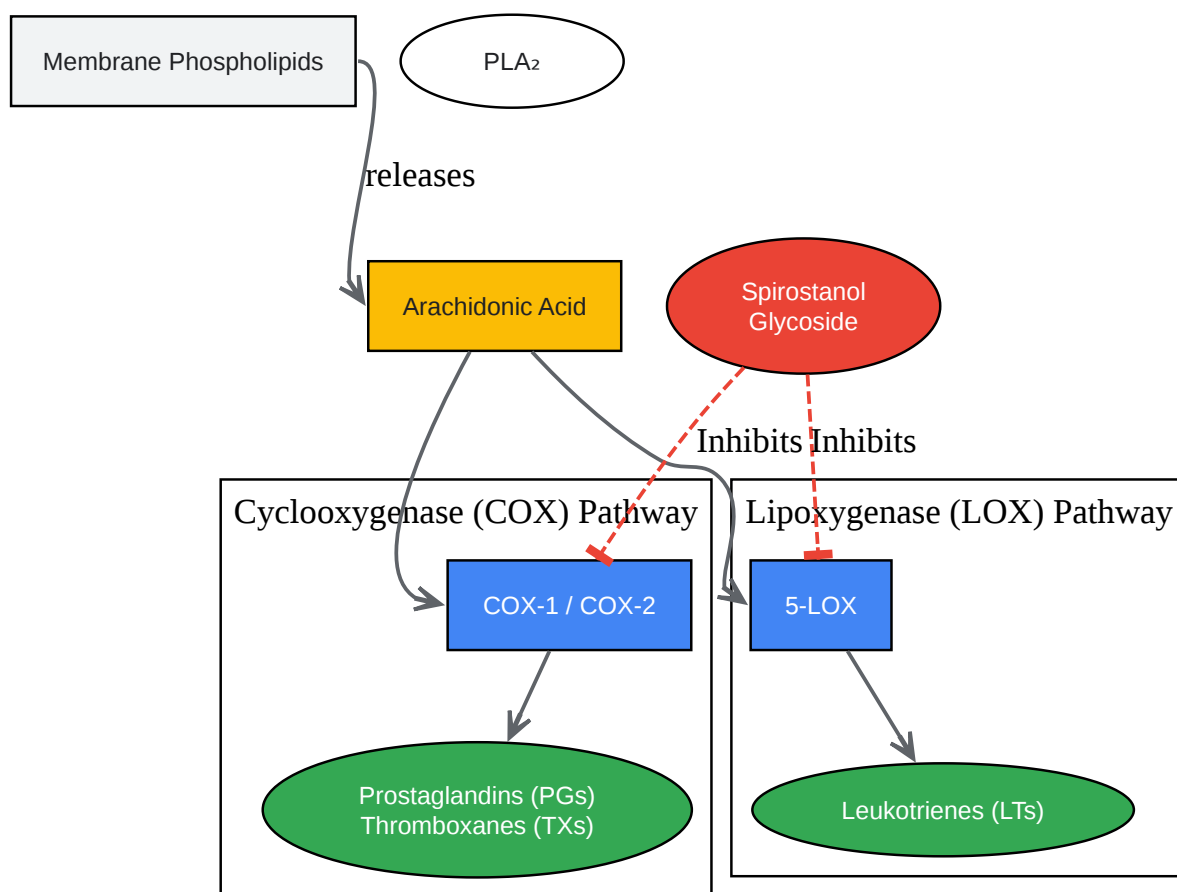 Membrane Phospholipids
PLA₂
releases
Arachidonic Acid
Spirostanol
Glycoside
Inhibits
Inhibits
Cyclooxygenase (COX) Pathway
Lipoxygenase (LOX) Pathway
COX-1 / COX-2
5-LOX
Prostaglandins (PGs)
Thromboxanes (TXs)
Leukotrienes (LTs)